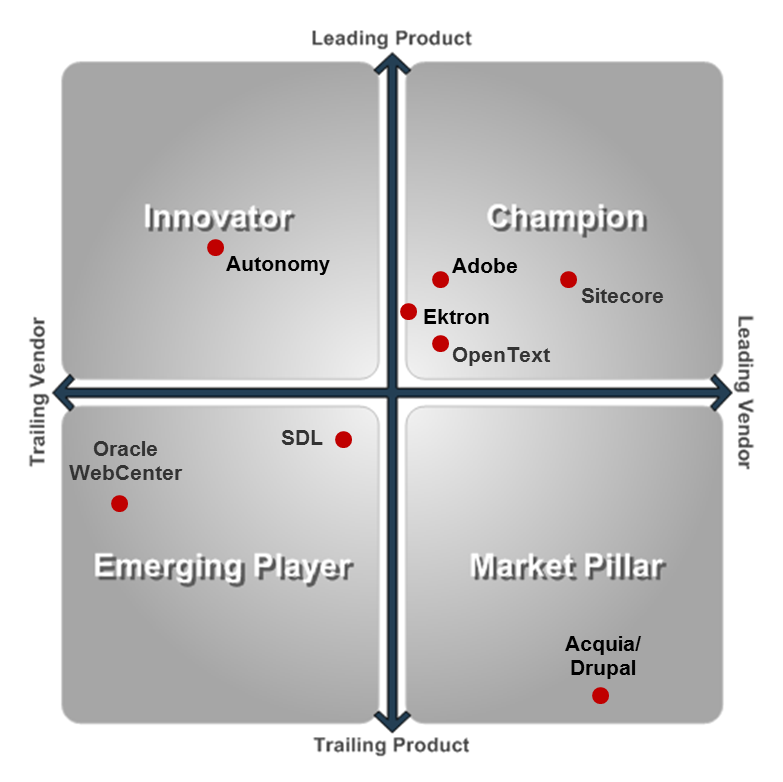 Leading Product
Innovator
Champion
Autonomy
Adobe
Sitecore
Ektron
OpenText
Trailing Vendor
Leading Vendor
SDL
Oracle
WebCenter
Emerging Player
Market Pillar
Acquia/
Drupal
Trailing Product